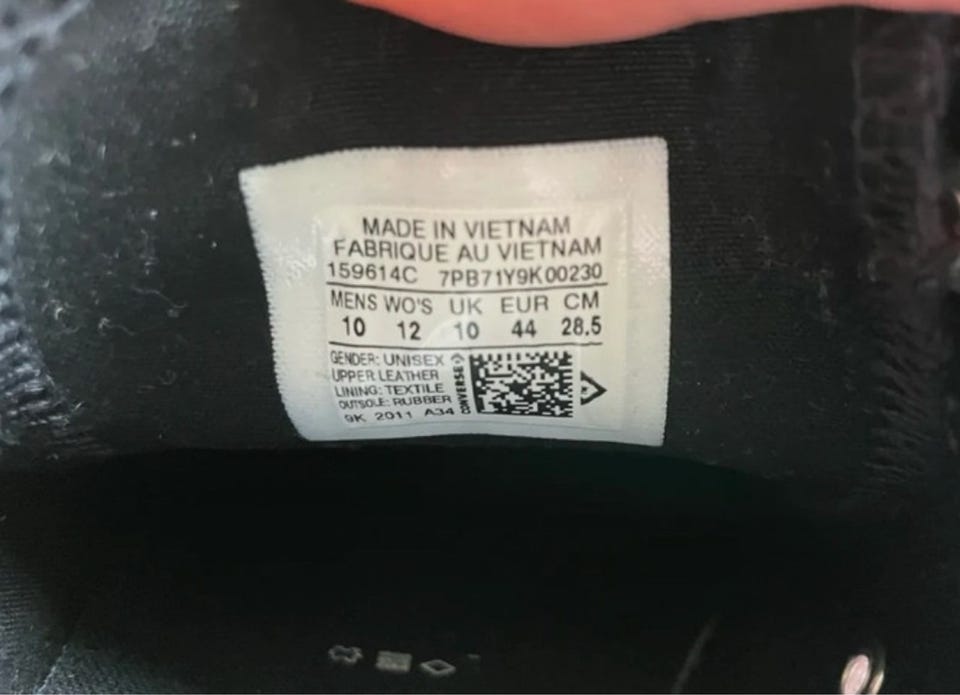 MADE IN VIETNAM
FABRIQUE AU VIETNAM
159614C 7PB71Y9K00230
MENS WO'S UK EUR CM
10 12 10 44 28.5
GENDER: UNISEX
UPPER LEATHER
LINING: TEXTILE
OUTSOLE: RUBBER
9K 2011 A34
CONVERSE